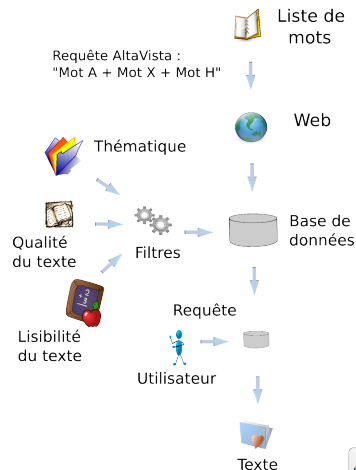 Liste de
mots
Requête AltaVista :
"Mot A + Mot X + Mot H"
Web
Thématique
Qualité
du texte
Filtres
Base de
données
Lisibilité
du texte
Requête
Utilisateur
Texte